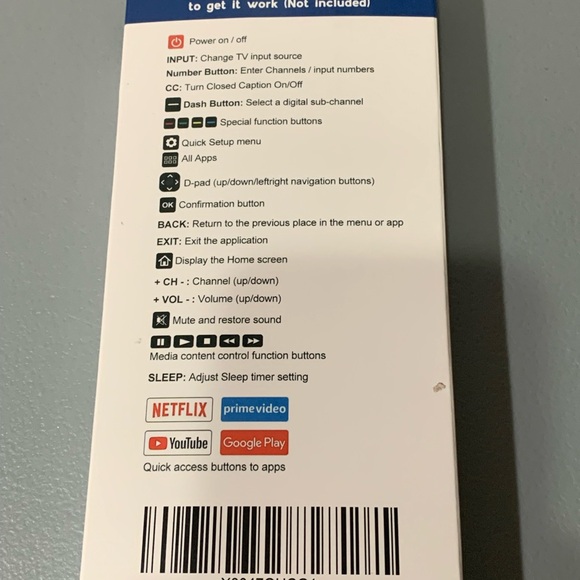 to get it work (Not Included)
Power on / off
INPUT: Change TV input source
Number Button: Enter Channels / input numbers
CC: Turn Closed Caption On/Off
Dash Button: Select a digital sub-channel
Special function buttons
Quick Setup menu
All Apps
D-pad (up/down/leftright navigation buttons)
OK Confirmation button
BACK: Return to the previous place in the menu or app
EXIT: Exit the application
Display the Home screen
+ CH - : Channel (up/down)
+ VOL - : Volume (up/down)
Mute and restore sound
Media content control function buttons
SLEEP: Adjust Sleep timer setting
NETFLIX prime video
YouTube Google Play
Quick access buttons to apps